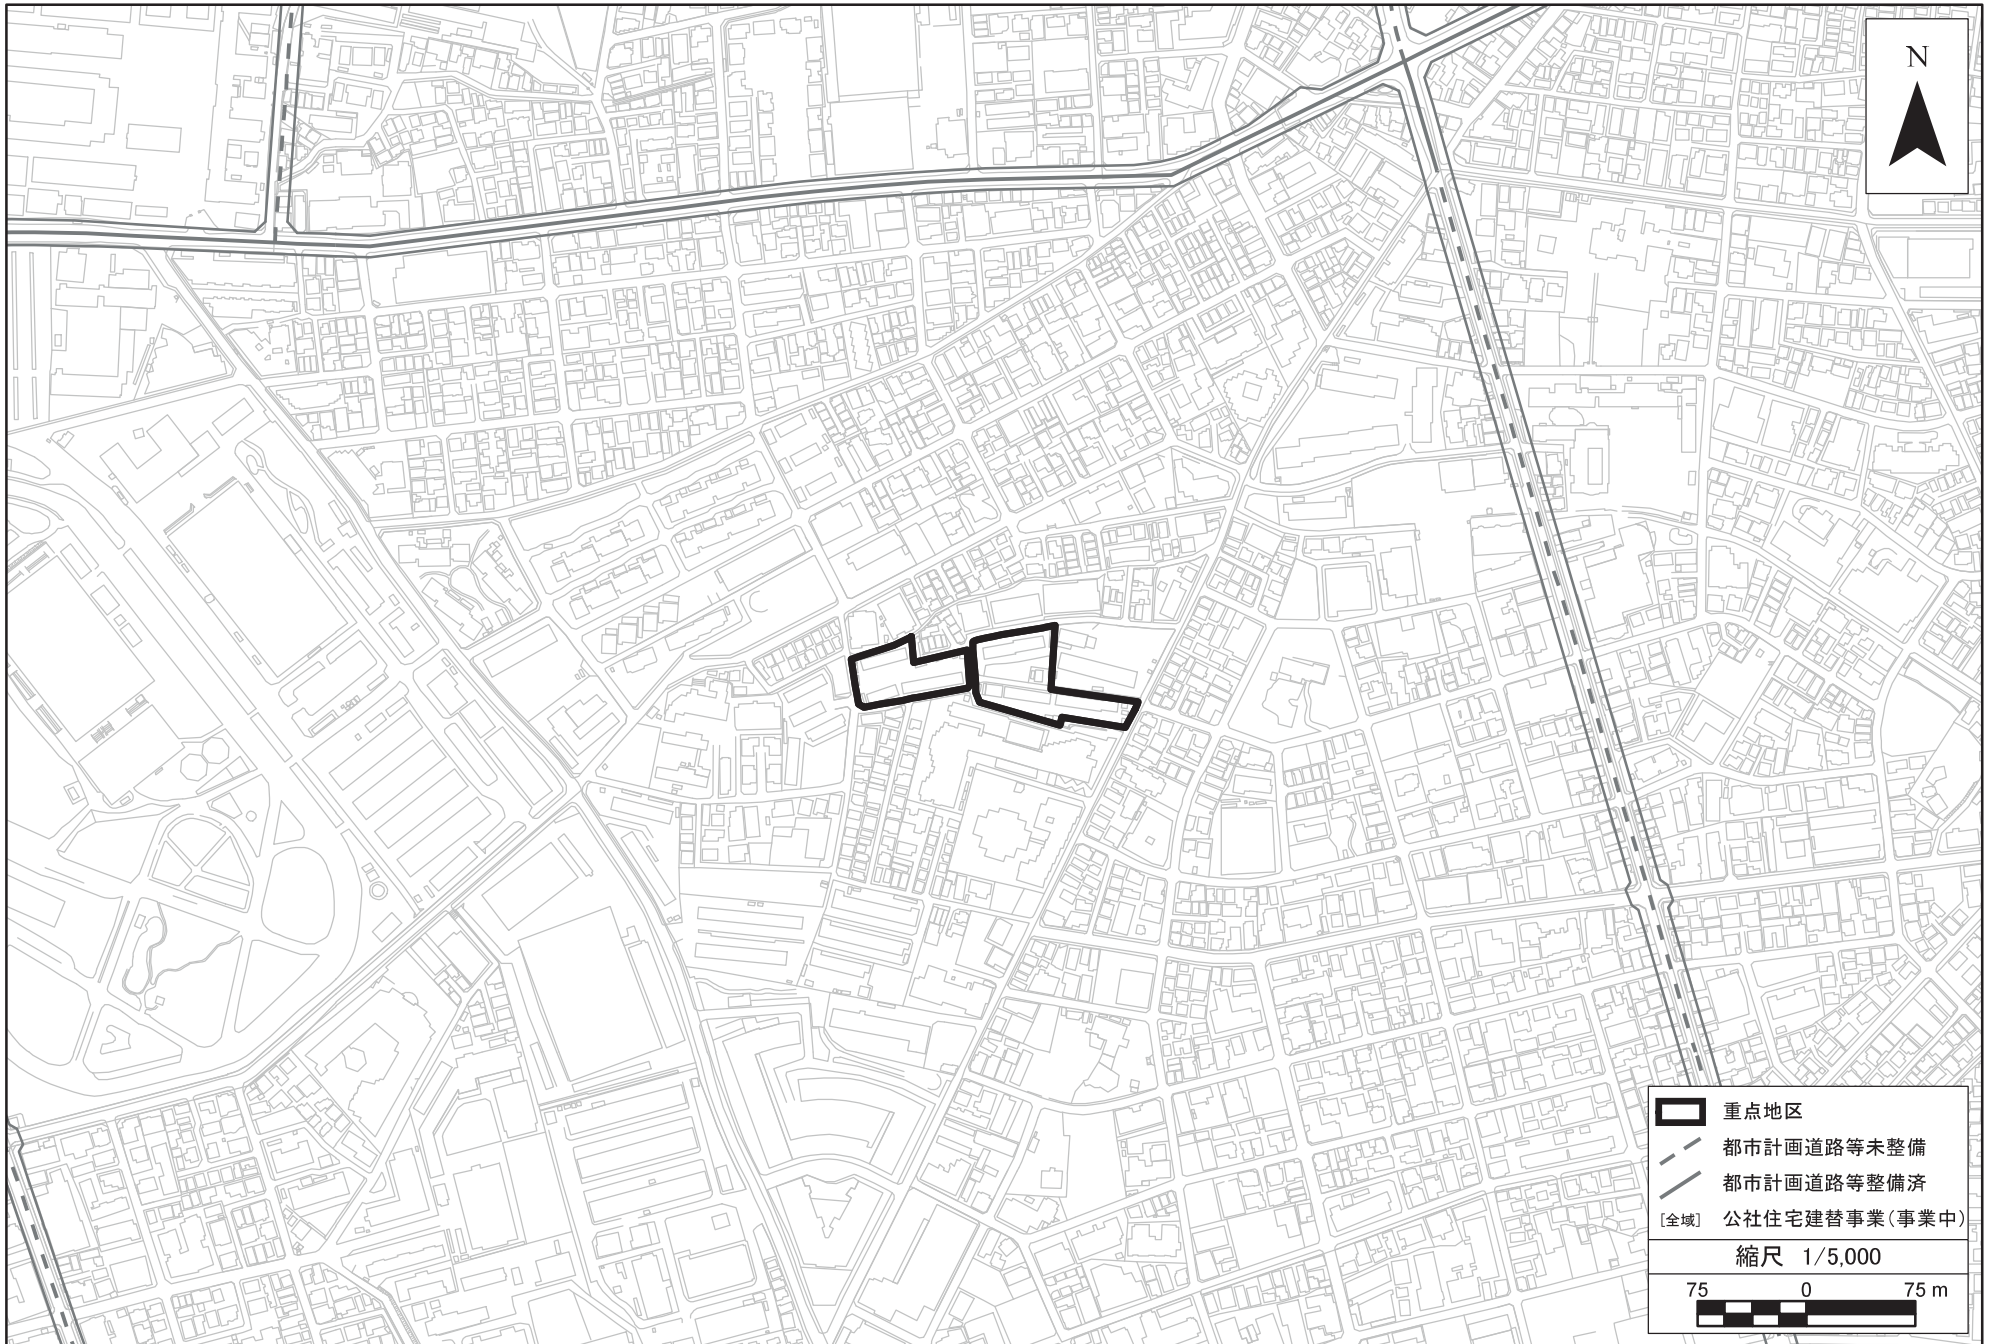 N
重点地区
都市計画道路等未整備
都市計画道路等整備済
[全域] 公社住宅建替事業(事業中)
縮尺 1/5,000
75 0 75 m